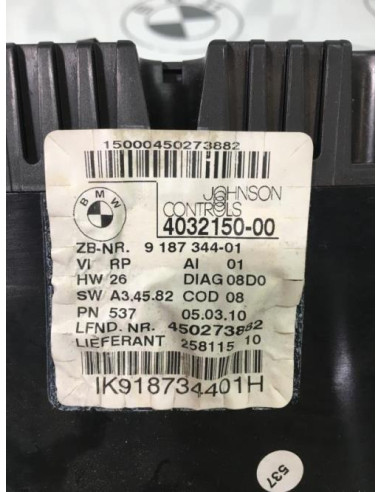 15000450273882
BMW
JOHNSON
CONTROLS
4032150-00
ZB-NR. 9 187 344-01
VI RP AI 01
HW 26 DIAG 08D0
SW A3.45.82 COD 08
PN 537 05.03.10
LFND. NR. 450273882
LIEFERANT 258115 10
IK918734401H
537